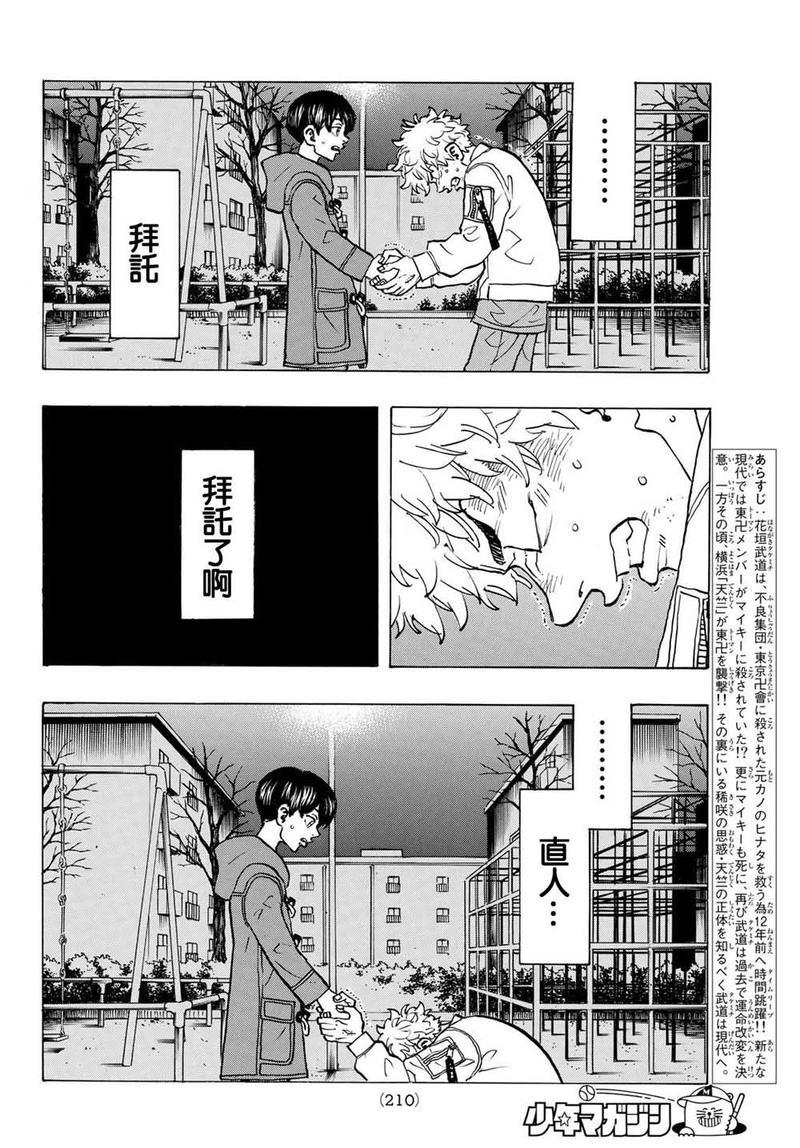 ………
拜託
拜託了啊
……
直人…
あらすじ：花垣武道は、不良集団・東京卍會に殺された元カノのヒナタを救う為12年前へ時間跳躍!! 新たな
現代では東卍メンバーがマイキーに殺されていた!? 更にマイキーも死に、再び武道は過去で運命改変を決
意。一方その頃、横浜「天竺」が東卍を襲撃!! その裏にいる稀咲の思惑・天竺の正体を知るべく武道は現代へ。
(210)
少年マガジン